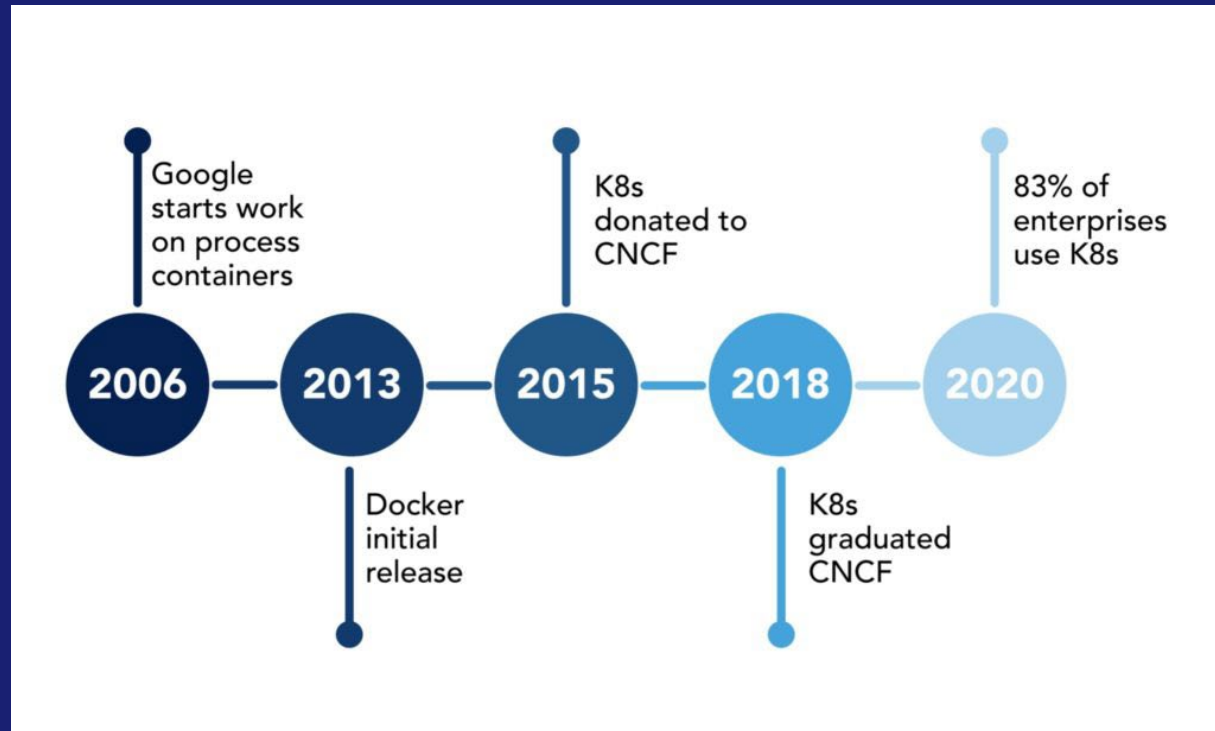 Google
starts work
on process
containers
K8s
donated to
CNCF
83% of
enterprises
use K8s
2006
2013
2015
2018
2020
Docker
initial
release
K8s
graduated
CNCF